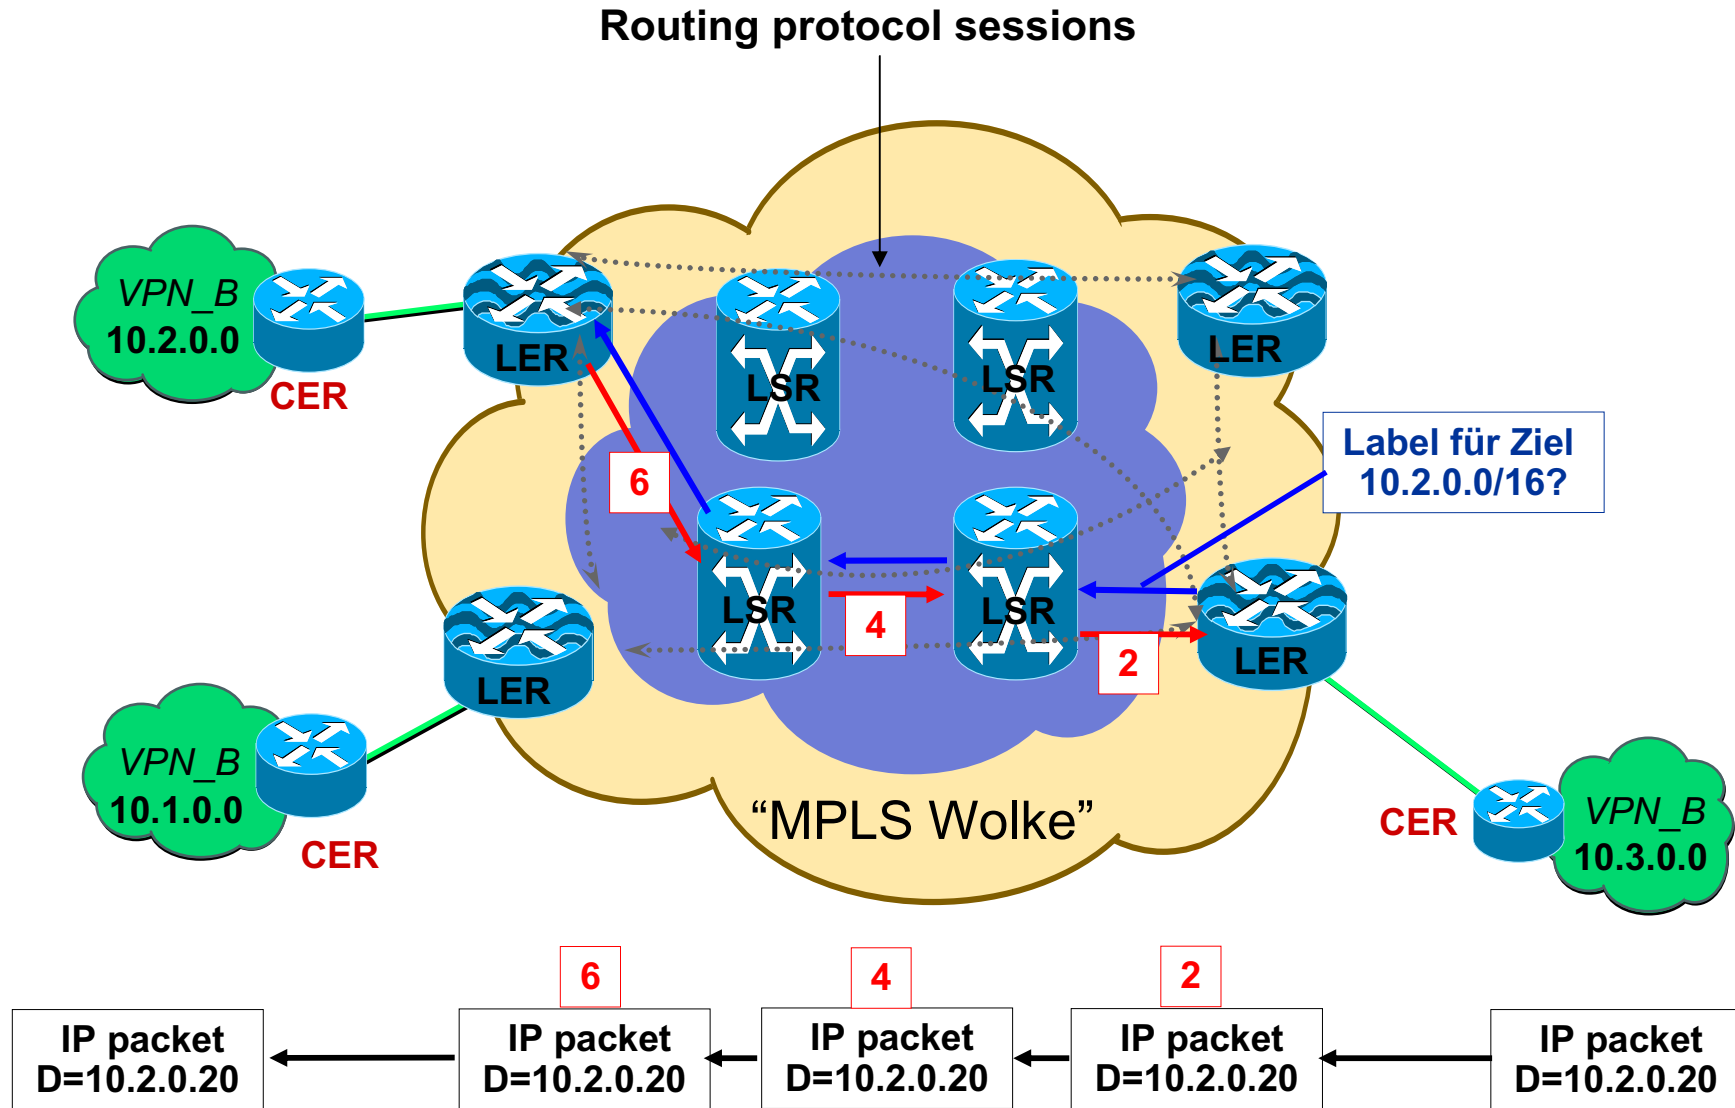 Routing protocol sessions
VPN_B
10.2.0.0
CER
LER
LSR
LSR
LER
Label für Ziel
10.2.0.0/16?
6
LSR
4
LSR
2
LER
LER
VPN_B
10.1.0.0
CER
“MPLS Wolke”
CER
VPN_B
10.3.0.0
6
4
2
IP packet
D=10.2.0.20
IP packet
D=10.2.0.20
IP packet
D=10.2.0.20
IP packet
D=10.2.0.20
IP packet
D=10.2.0.20